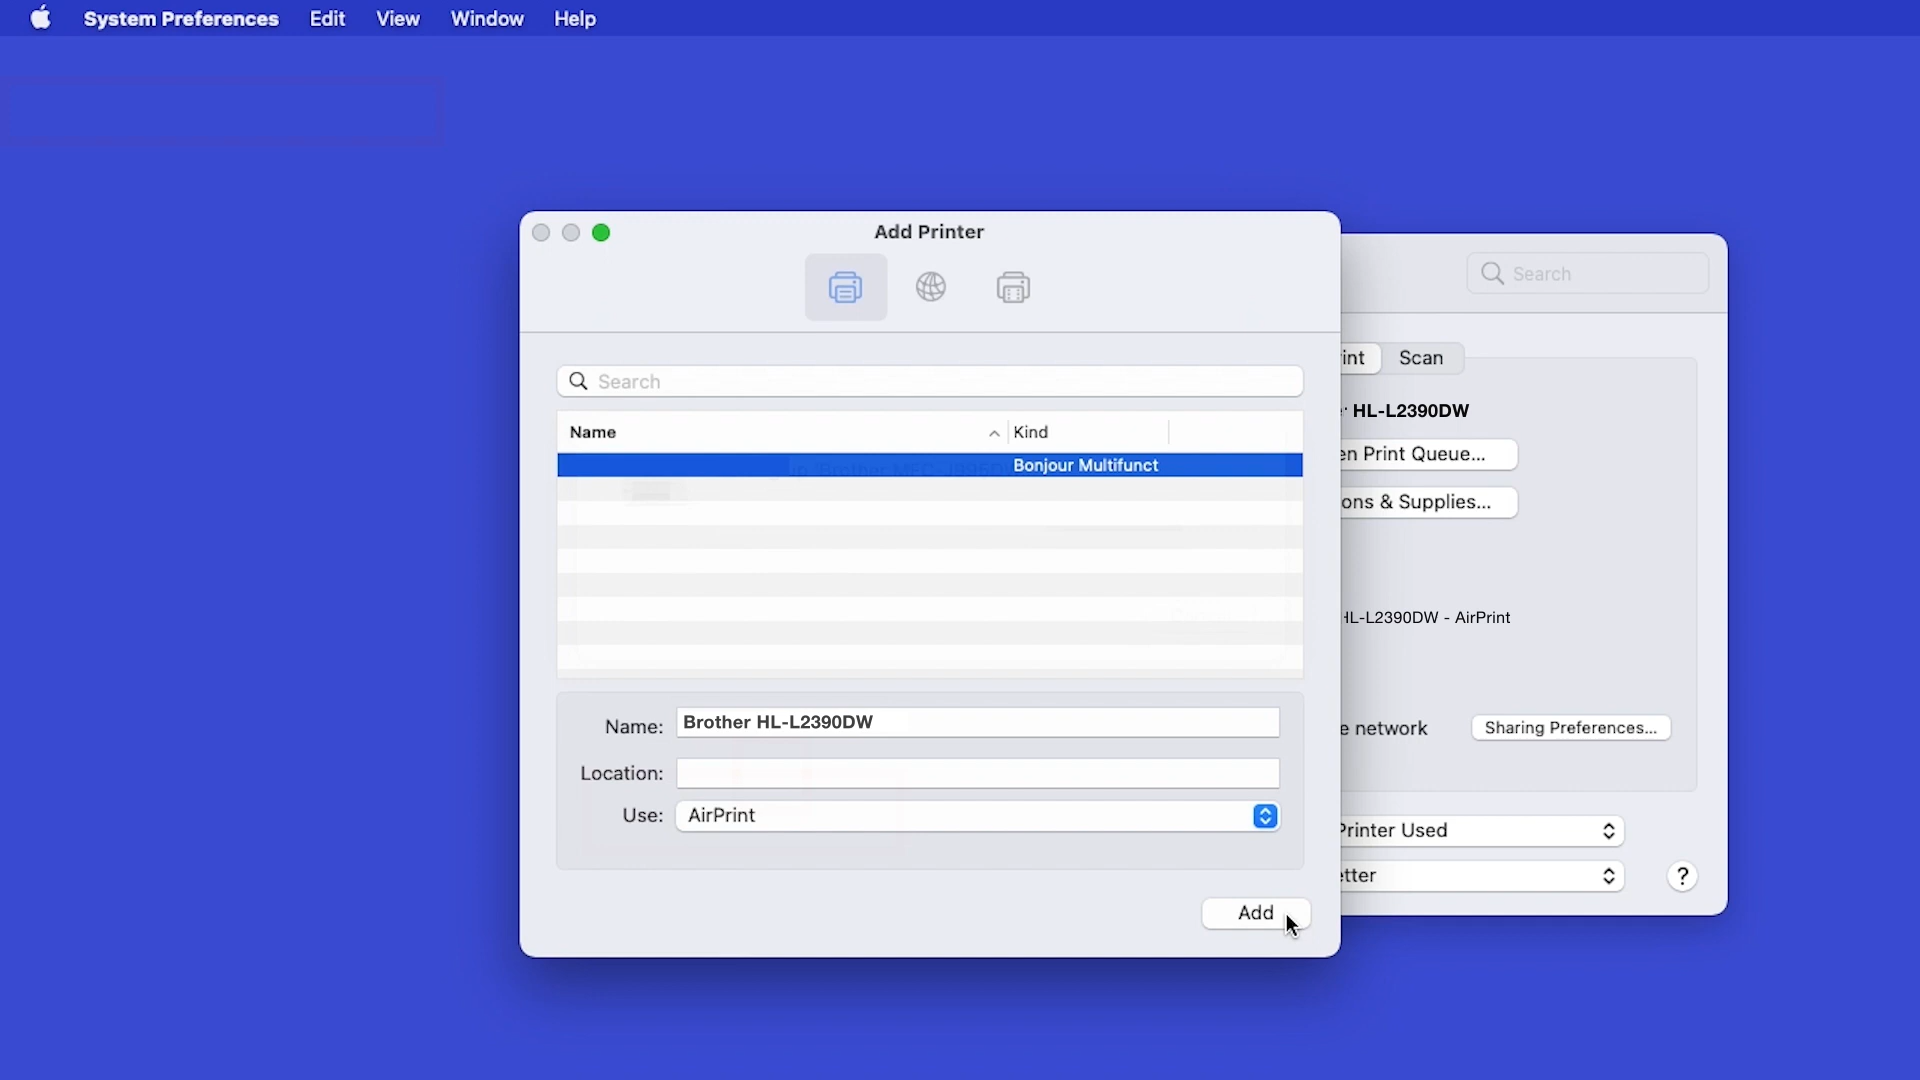 System Preferences Edit View Window Help
Add Printer
Search
Search
int Scan
Name Kind
HL-L2390DW
Bonjour Multifunct
en Print Queue...
ons & Supplies...
HL-L2390DW - AirPrint
Name: Brother HL-L2390DW
e network Sharing Preferences...
Location:
Use: AirPrint
Printer Used
etter ?
Add